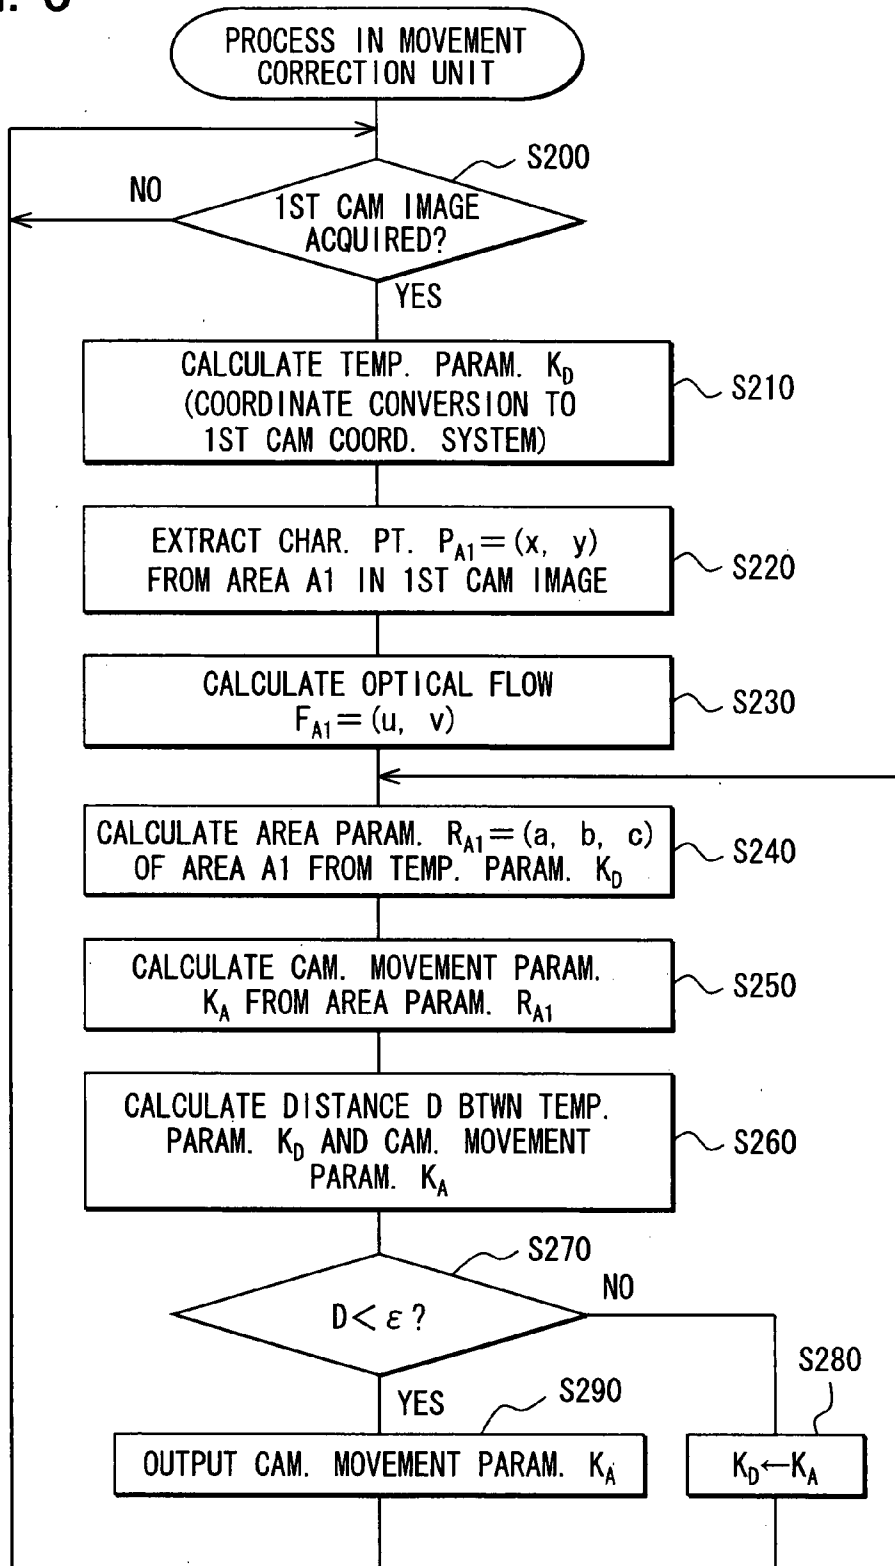 PROCESS IN MOVEMENT
CORRECTION UNIT
S200
NO
1ST CAM IMAGE
ACQUIRED?
YES
CALCULATE TEMP. PARAM. K_D
(COORDINATE CONVERSION TO
1ST CAM COORD. SYSTEM)
S210
EXTRACT CHAR. PT. P_A1=(x, y)
FROM AREA A1 IN 1ST CAM IMAGE
S220
CALCULATE OPTICAL FLOW
F_A1=(u, v)
S230
CALCULATE AREA PARAM. R_A1=(a, b, c)
OF AREA A1 FROM TEMP. PARAM. K_D
S240
CALCULATE CAM. MOVEMENT PARAM.
K_A FROM AREA PARAM. R_A1
S250
CALCULATE DISTANCE D BTWN TEMP.
PARAM. K_D AND CAM. MOVEMENT
PARAM. K_A
S260
S270
NO
D<ε?
S280
YES
S290
OUTPUT CAM. MOVEMENT PARAM. K_A
K_D←K_A